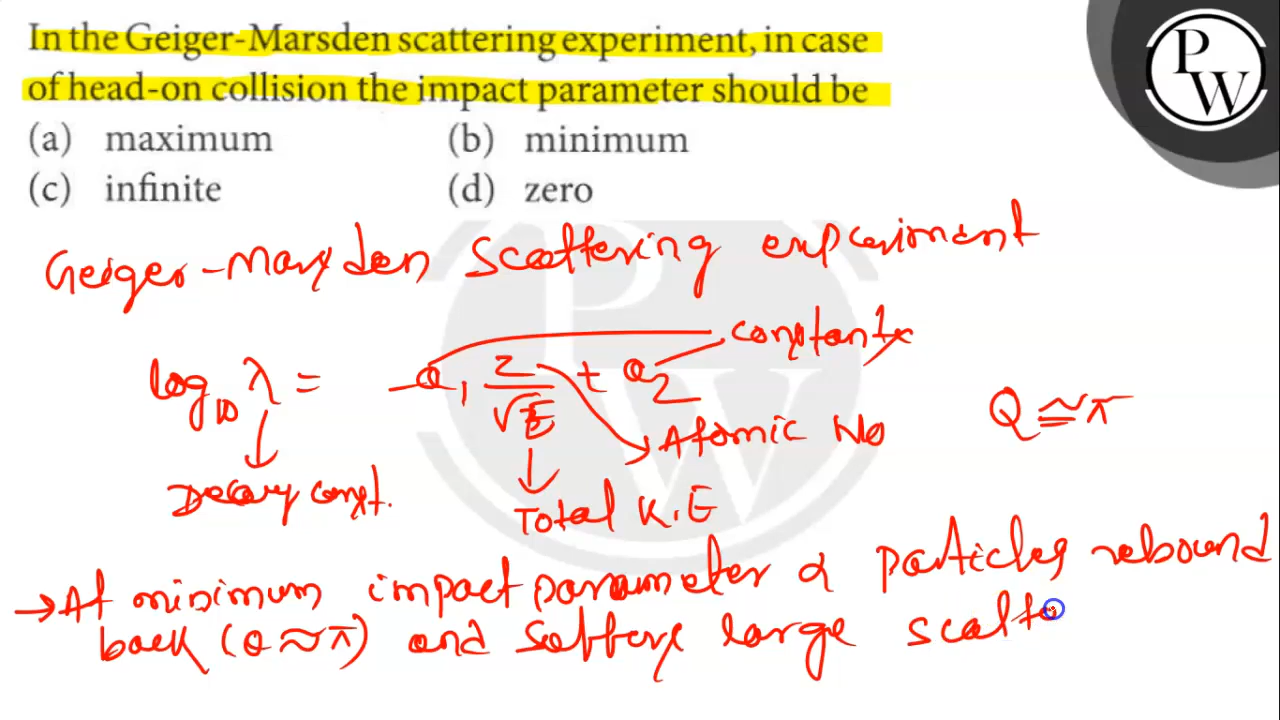 In the Geiger-Marsden scattering experiment, in case
of head-on collision the impact parameter should be
(a) maximum (b) minimum
(c) infinite (d) zero
PW
Geiger-Marsden Scattering experiment
constants
log10 λ = -a1 z/√E + a2
Q ≅ π
Atomic No
Decay const.
Total K.E
→ At minimum impact parameter α particles rebound
back (θ≈π) and suffers large scatte